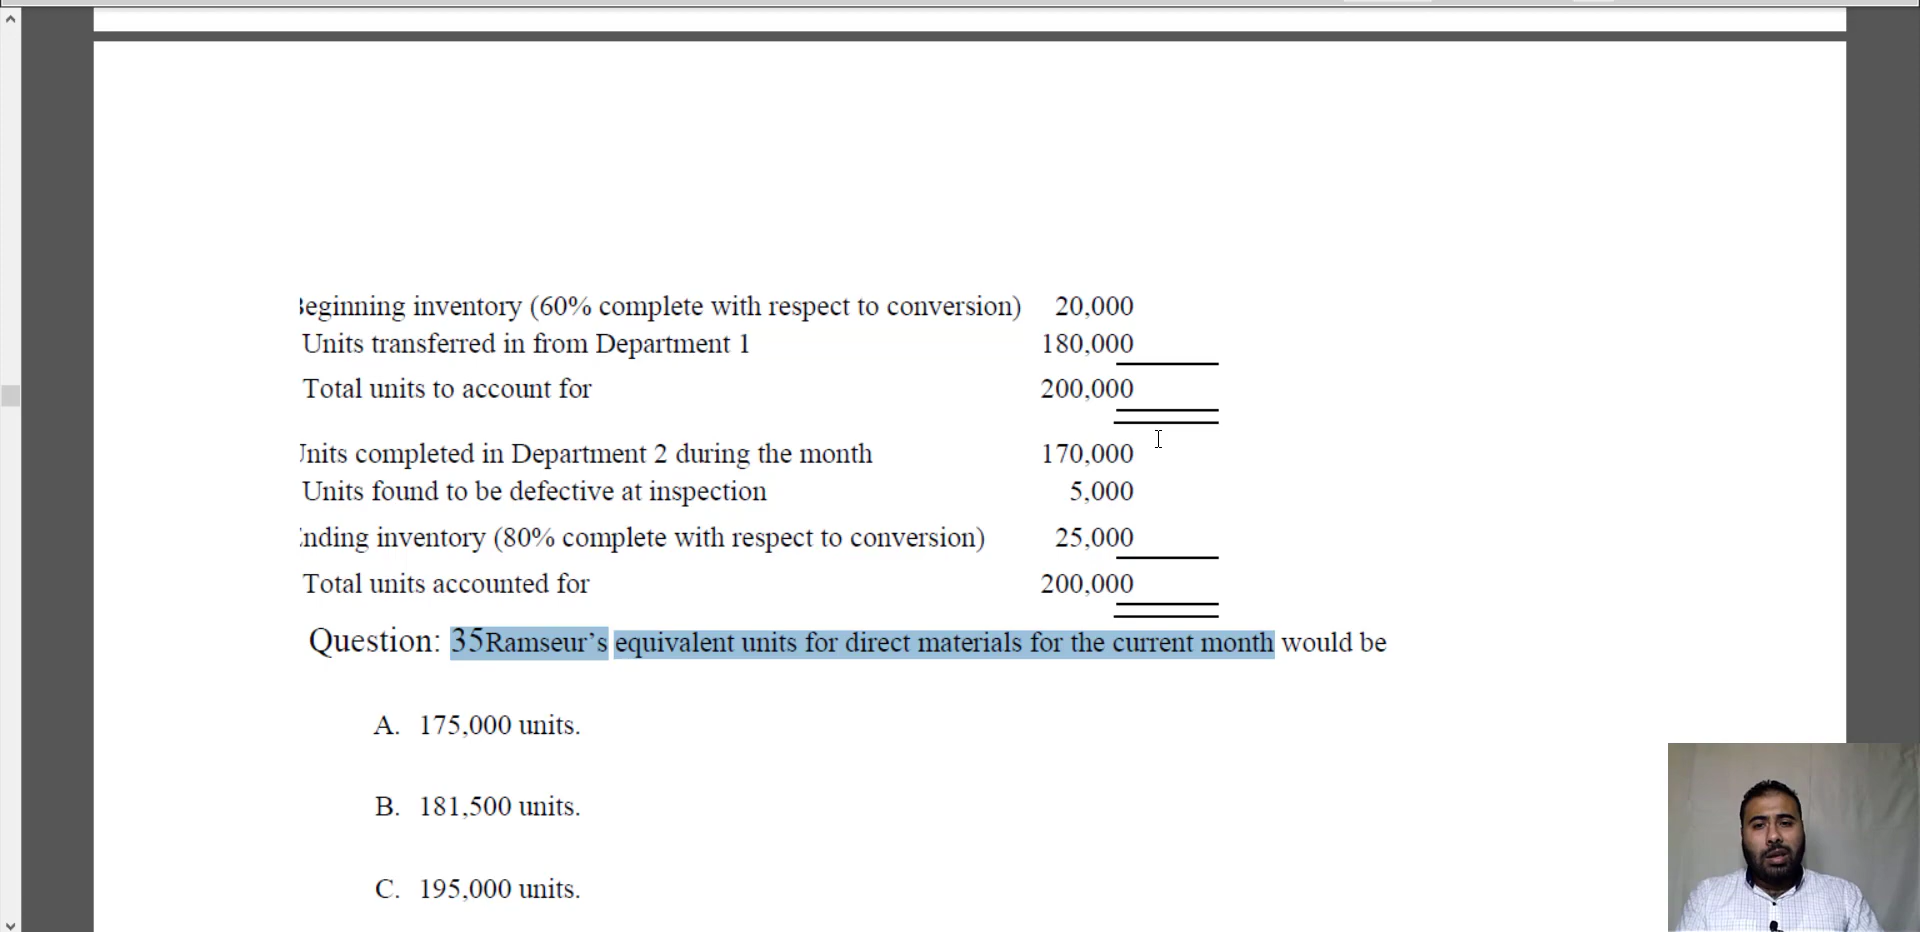 eginning inventory (60% complete with respect to conversion) 20,000
Units transferred in from Department 1 180,000
Total units to account for 200,000
nits completed in Department 2 during the month 170,000
Units found to be defective at inspection 5,000
nding inventory (80% complete with respect to conversion) 25,000
Total units accounted for 200,000
Question: 35Ramseur’s equivalent units for direct materials for the current month would be
A. 175,000 units.
B. 181,500 units.
C. 195,000 units.